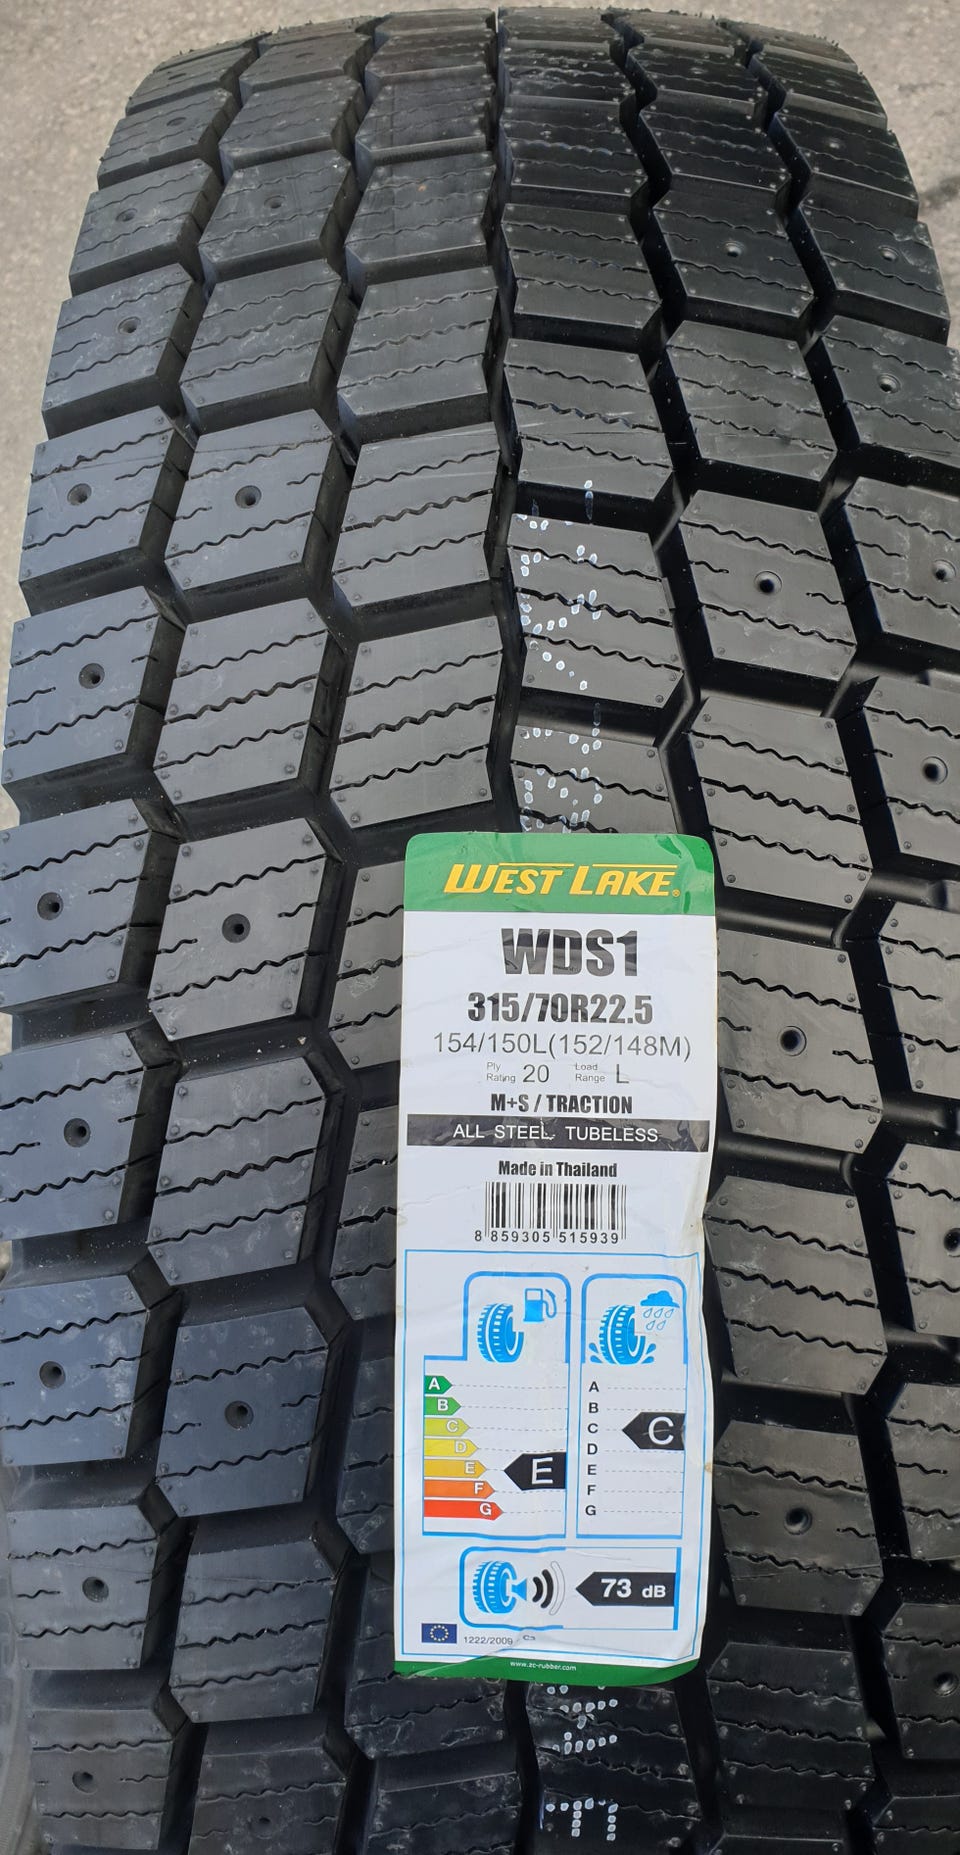 WEST LAKE®
WDS1
315/70R22.5
154/150L(152/148M)
Ply Rating 20 Load Range L
M+S / TRACTION
ALL STEEL TUBELESS
Made in Thailand
8 859305 515939
A
B
C
D
E
F
G
E
A
B
C
D
E
F
G
C
73 dB
1222/2009 - C3
www.zc-rubber.com